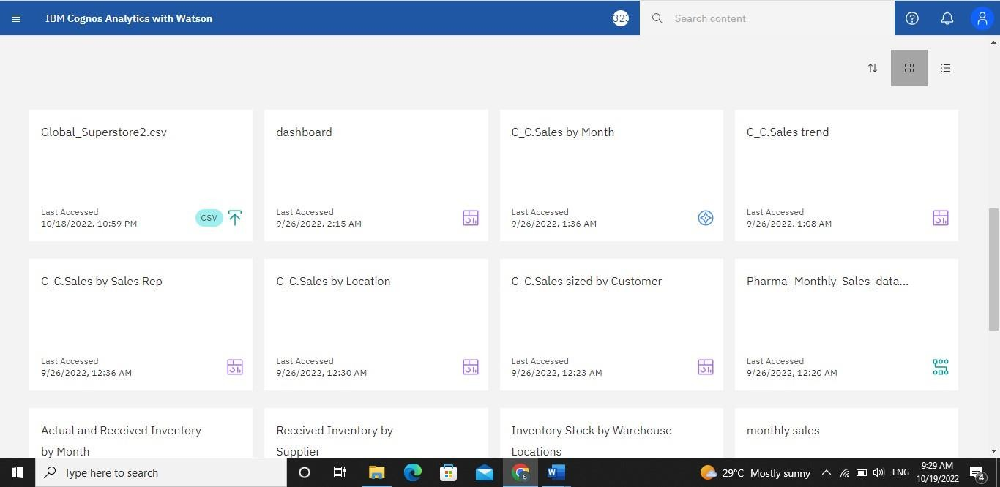 IBM Cognos Analytics with Watson
323
Search content
Global_Superstore2.csv
dashboard
C_C.Sales by Month
C_C.Sales trend
Last Accessed
10/18/2022, 10:59 PM
CSV
Last Accessed
9/26/2022, 2:15 AM
Last Accessed
9/26/2022, 1:36 AM
Last Accessed
9/26/2022, 1:08 AM
C_C.Sales by Sales Rep
C_C.Sales by Location
C_C.Sales sized by Customer
Pharma_Monthly_Sales_data...
Last Accessed
9/26/2022, 12:36 AM
Last Accessed
9/26/2022, 12:30 AM
Last Accessed
9/26/2022, 12:23 AM
Last Accessed
9/26/2022, 12:20 AM
Actual and Received Inventory
by Month
Received Inventory by
Supplier
Inventory Stock by Warehouse
Locations
monthly sales
Type here to search
S
W
29°C Mostly sunny
ENG
9:29 AM
10/19/2022
4